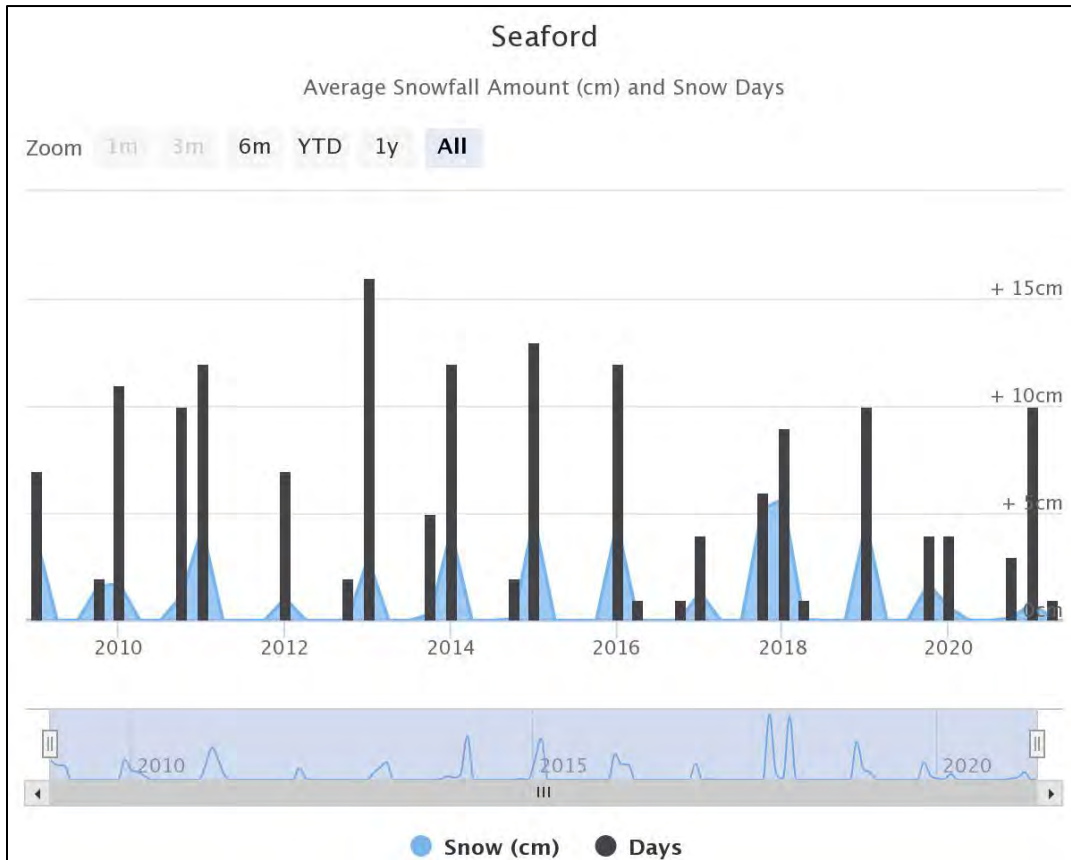 Seaford
Average Snowfall Amount (cm) and Snow Days
Zoom 1m 3m 6m YTD 1y All
+ 15cm
+ 10cm
+ 5cm
0cm
2010 2012 2014 2016 2018 2020
2010 2015 2020
Snow (cm) Days